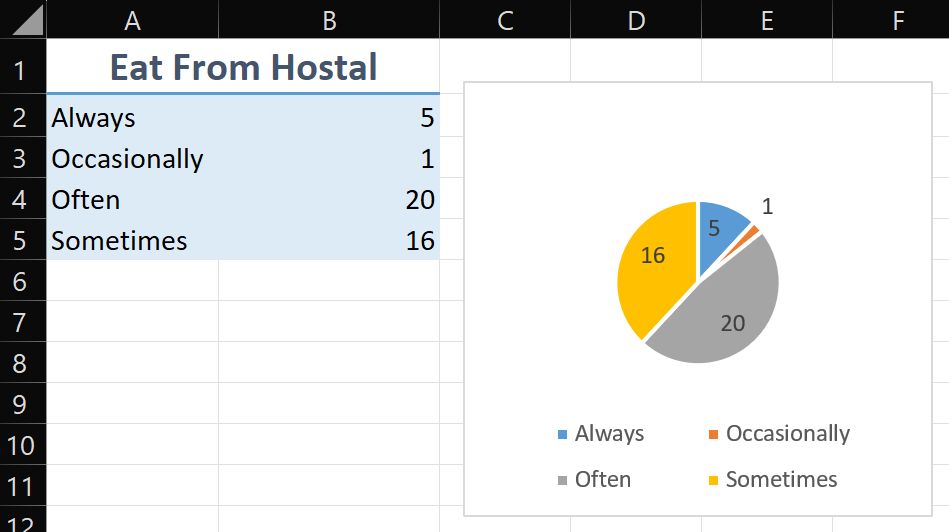 A B C D E F
1 Eat From Hostal
2 Always 5
3 Occasionally 1
4 Often 20
5 Sometimes 16
6
7
8
9
10
11
12
1
5
16
20
Always Occasionally
Often Sometimes